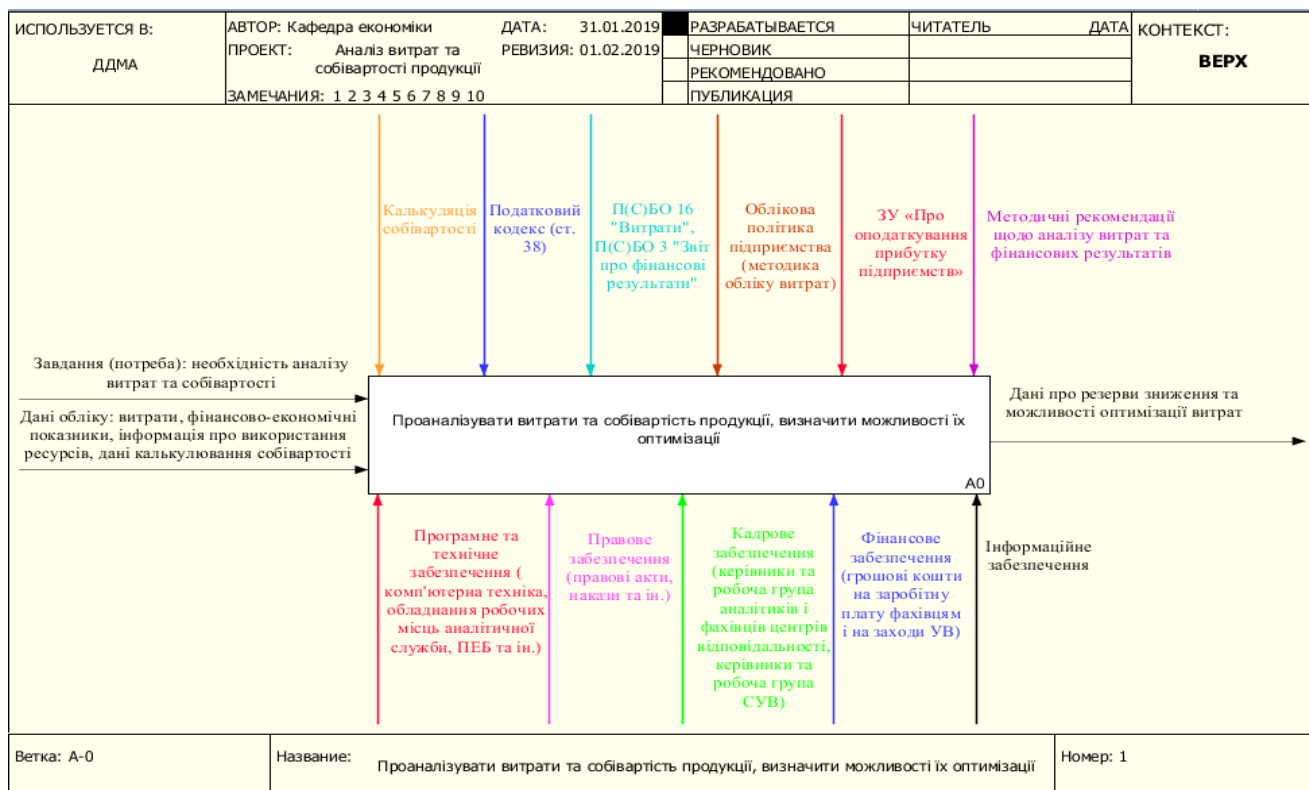 ИСПОЛЬЗУЕТСЯ В:
ДДМА
АВТОР: Кафедра економіки
ДАТА: 31.01.2019
ПРОЕКТ: Аналіз витрат та
собівартості продукції
РЕВИЗИЯ: 01.02.2019
ЗАМЕЧАНИЯ: 1 2 3 4 5 6 7 8 9 10
РАЗРАБАТЫВАЕТСЯ
ЧЕРНОВИК
РЕКОМЕНДОВАНО
ПУБЛИКАЦИЯ
ЧИТАТЕЛЬ
ДАТА
КОНТЕКСТ:
ВЕРХ
Калькуляція
собівартості
Податковий
кодекс (ст.
38)
П(С)БО 16
"Витрати",
П(С)БО 3 "Звіт
про фінансові
результати"
Облікова
політика
підприємства
(методика
обліку витрат)
ЗУ «Про
оподаткування
прибутку
підприємств»
Методичні рекомендації
щодо аналізу витрат та
фінансових результатів
Завдання (потреба): необхідність аналізу
витрат та собівартості
Дані обліку: витрати, фінансово-економічні
показники, інформація про використання
ресурсів, дані калькулювання собівартості
Проаналізувати витрати та собівартість продукції, визначити можливості їх
оптимізації
A0
Дані про резерви зниження та
можливості оптимізації витрат
Програмне та
технічне
забезпечення (
комп'ютерна техніка,
обладнання робочих
місць аналітичної
служби, ПЕБ та ін.)
Правове
забезпечення
(правові акти,
накази та ін.)
Кадрове
забезпечення
(керівники та
робоча група
аналітиків і
фахівців центрів
відповідальності,
керівники та
робоча група
СУВ)
Фінансове
забезпечення
(грошові кошти
на заробітну
плату фахівцям
і на заходи УВ)
Інформаційне
забезпечення
Ветка: A-0
Название: Проаналізувати витрати та собівартість продукції, визначити можливості їх оптимізації
Номер: 1